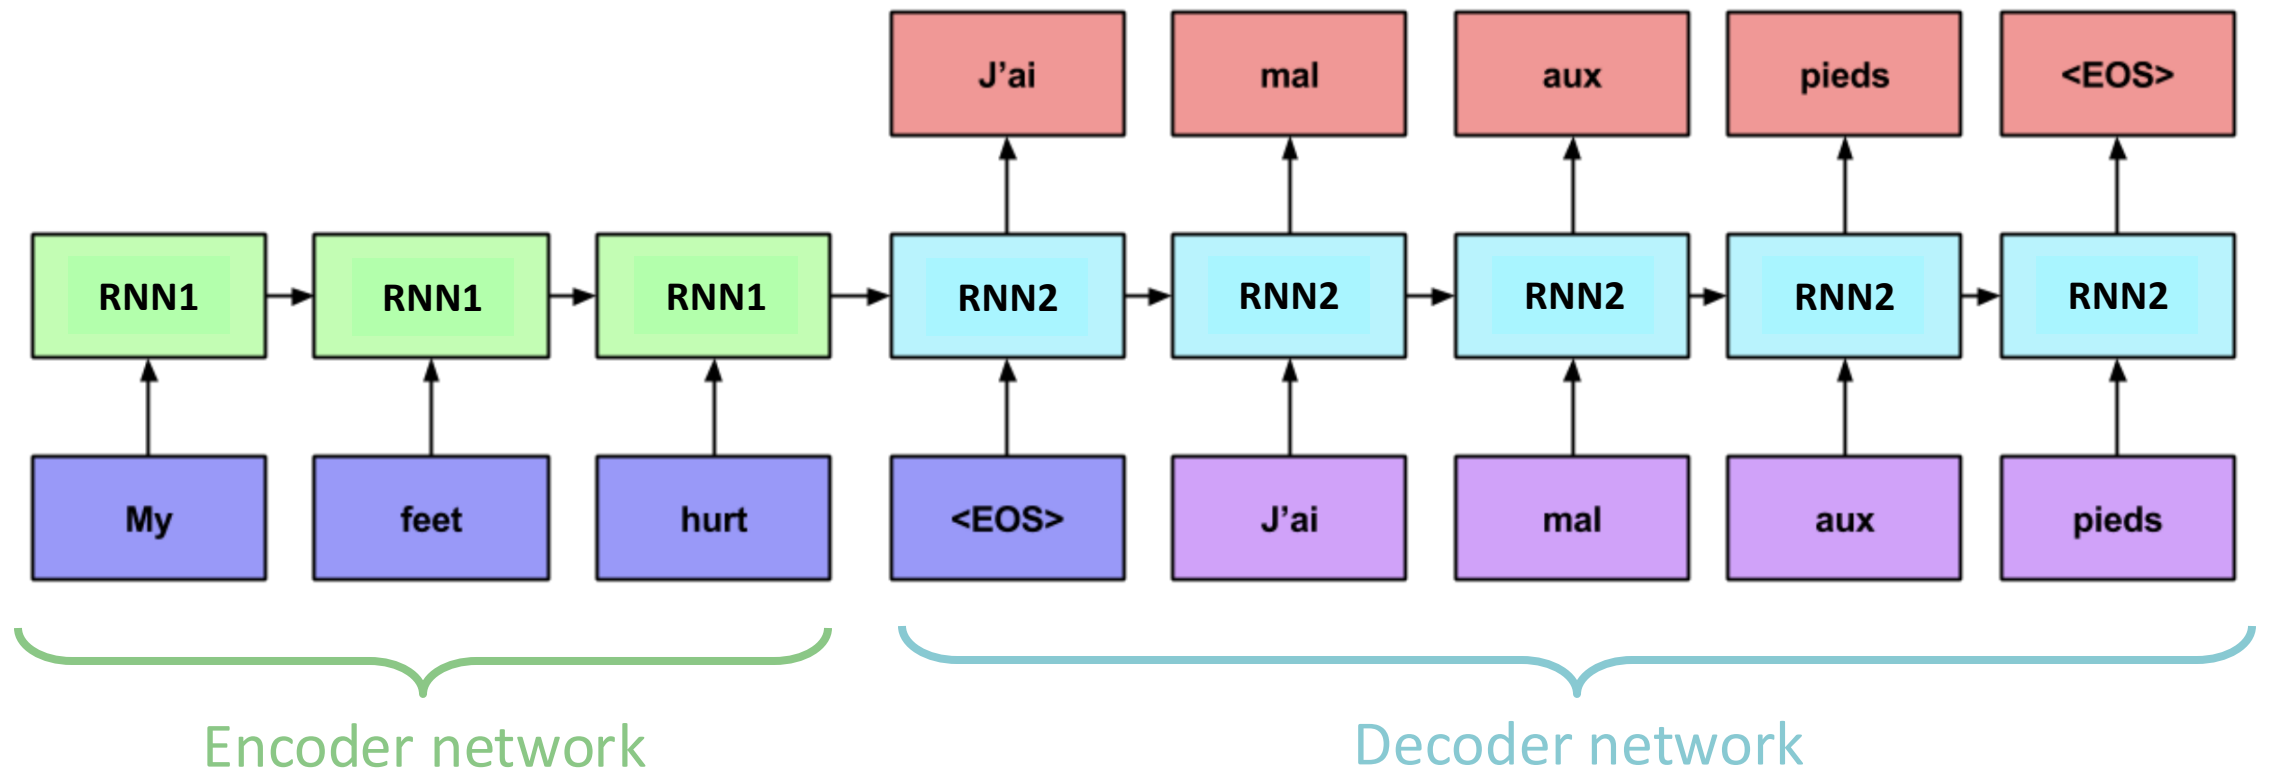 J’ai mal aux pieds <EOS>
RNN1 RNN1 RNN1 RNN2 RNN2 RNN2 RNN2 RNN2
My feet hurt <EOS> J’ai mal aux pieds
Encoder network Decoder network